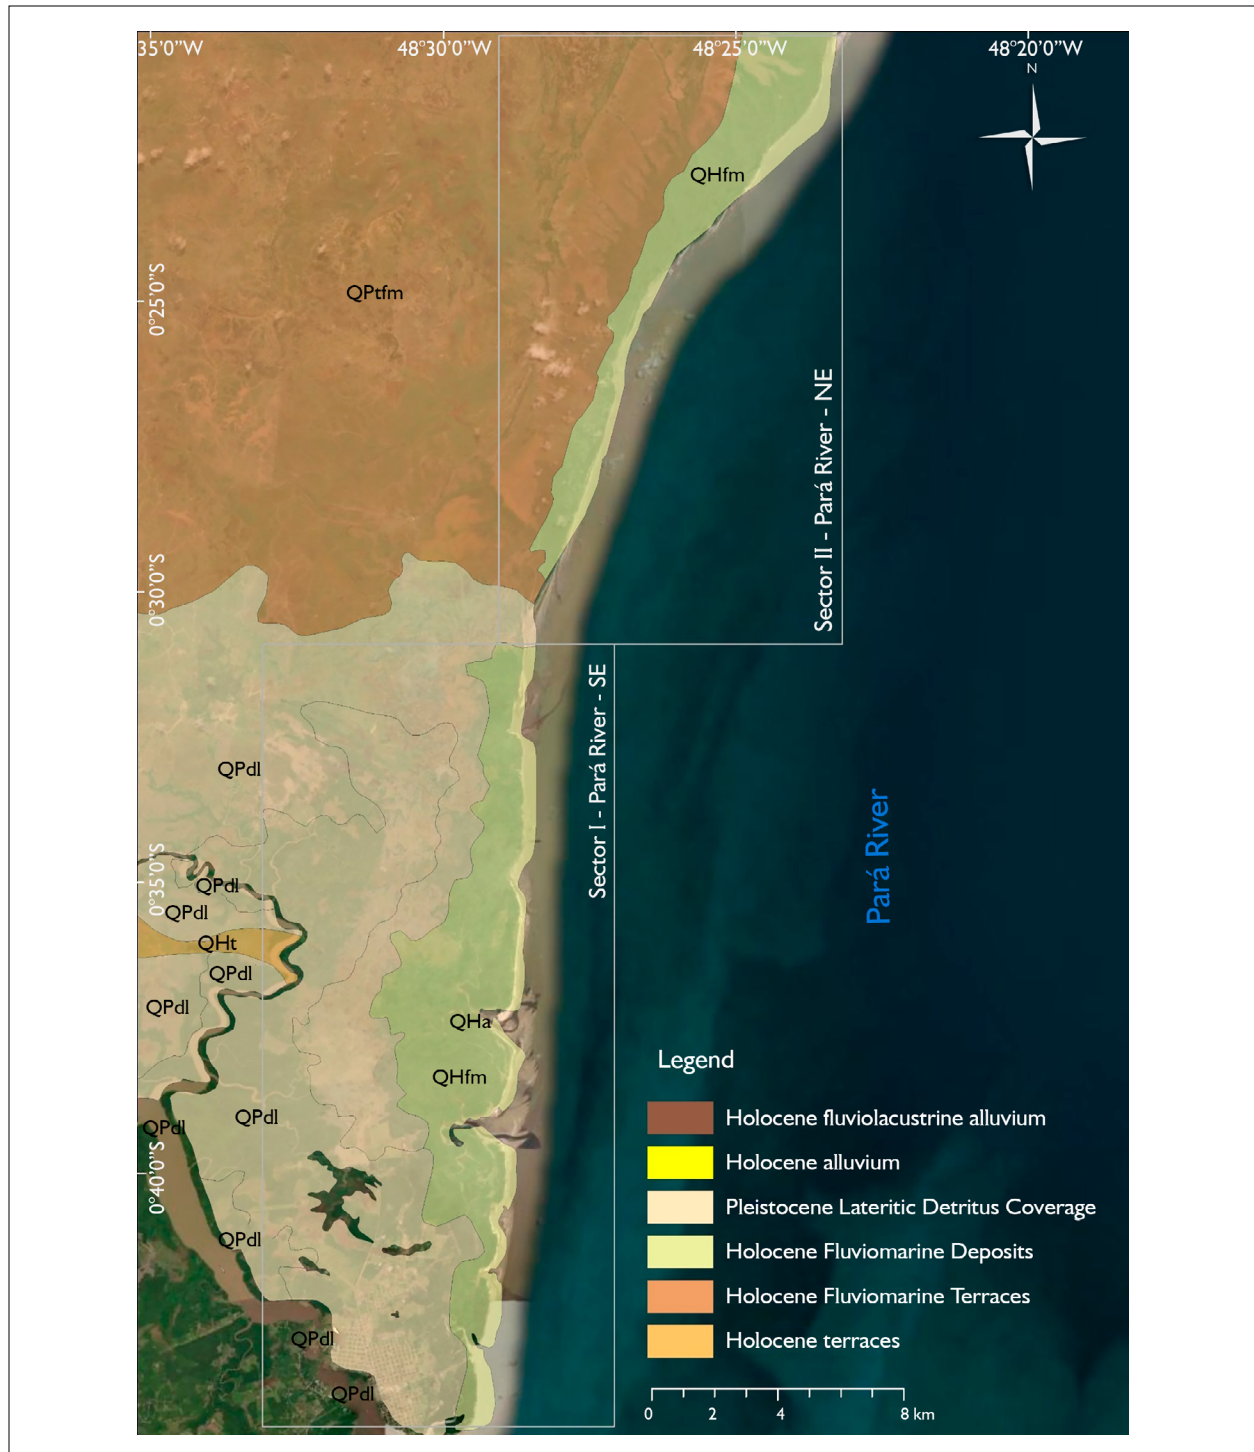 35'0''W
48°30'0''W
48°25'0''W
48°20'0''W
N
QHfm
0°25'0''S
QPtfm
Sector II - Pará River - NE
0°30'0''S
Sector I - Pará River - SE
QPdl
Pará River
0°35'0''S
QPdl
QPdl
QHt
QPdl
QPdl
QHa
QHfm
QPdl
QPdl
0°40'0''S
QPdl
QPdl
QPdl
Legend
Holocene fluviolacustrine alluvium
Holocene alluvium
Pleistocene Lateritic Detritus Coverage
Holocene Fluviomarine Deposits
Holocene Fluviomarine Terraces
Holocene terraces
0 2 4 8 km